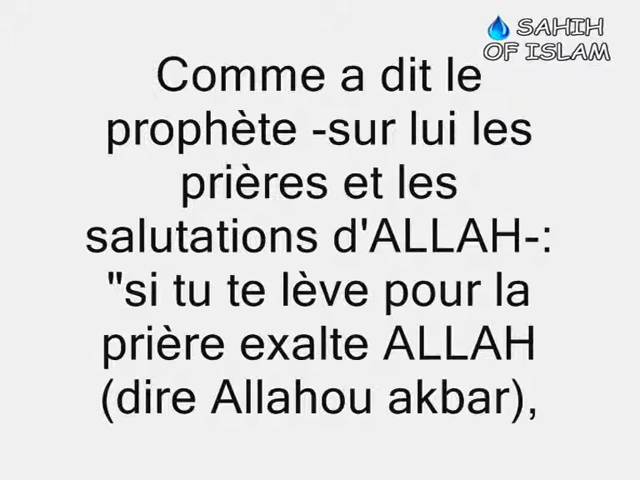 SAHIH
OF ISLAM
Comme a dit le
prophète -sur lui les
prières et les
salutations d'ALLAH-:
"si tu te lève pour la
prière exalte ALLAH
(dire Allahou akbar),